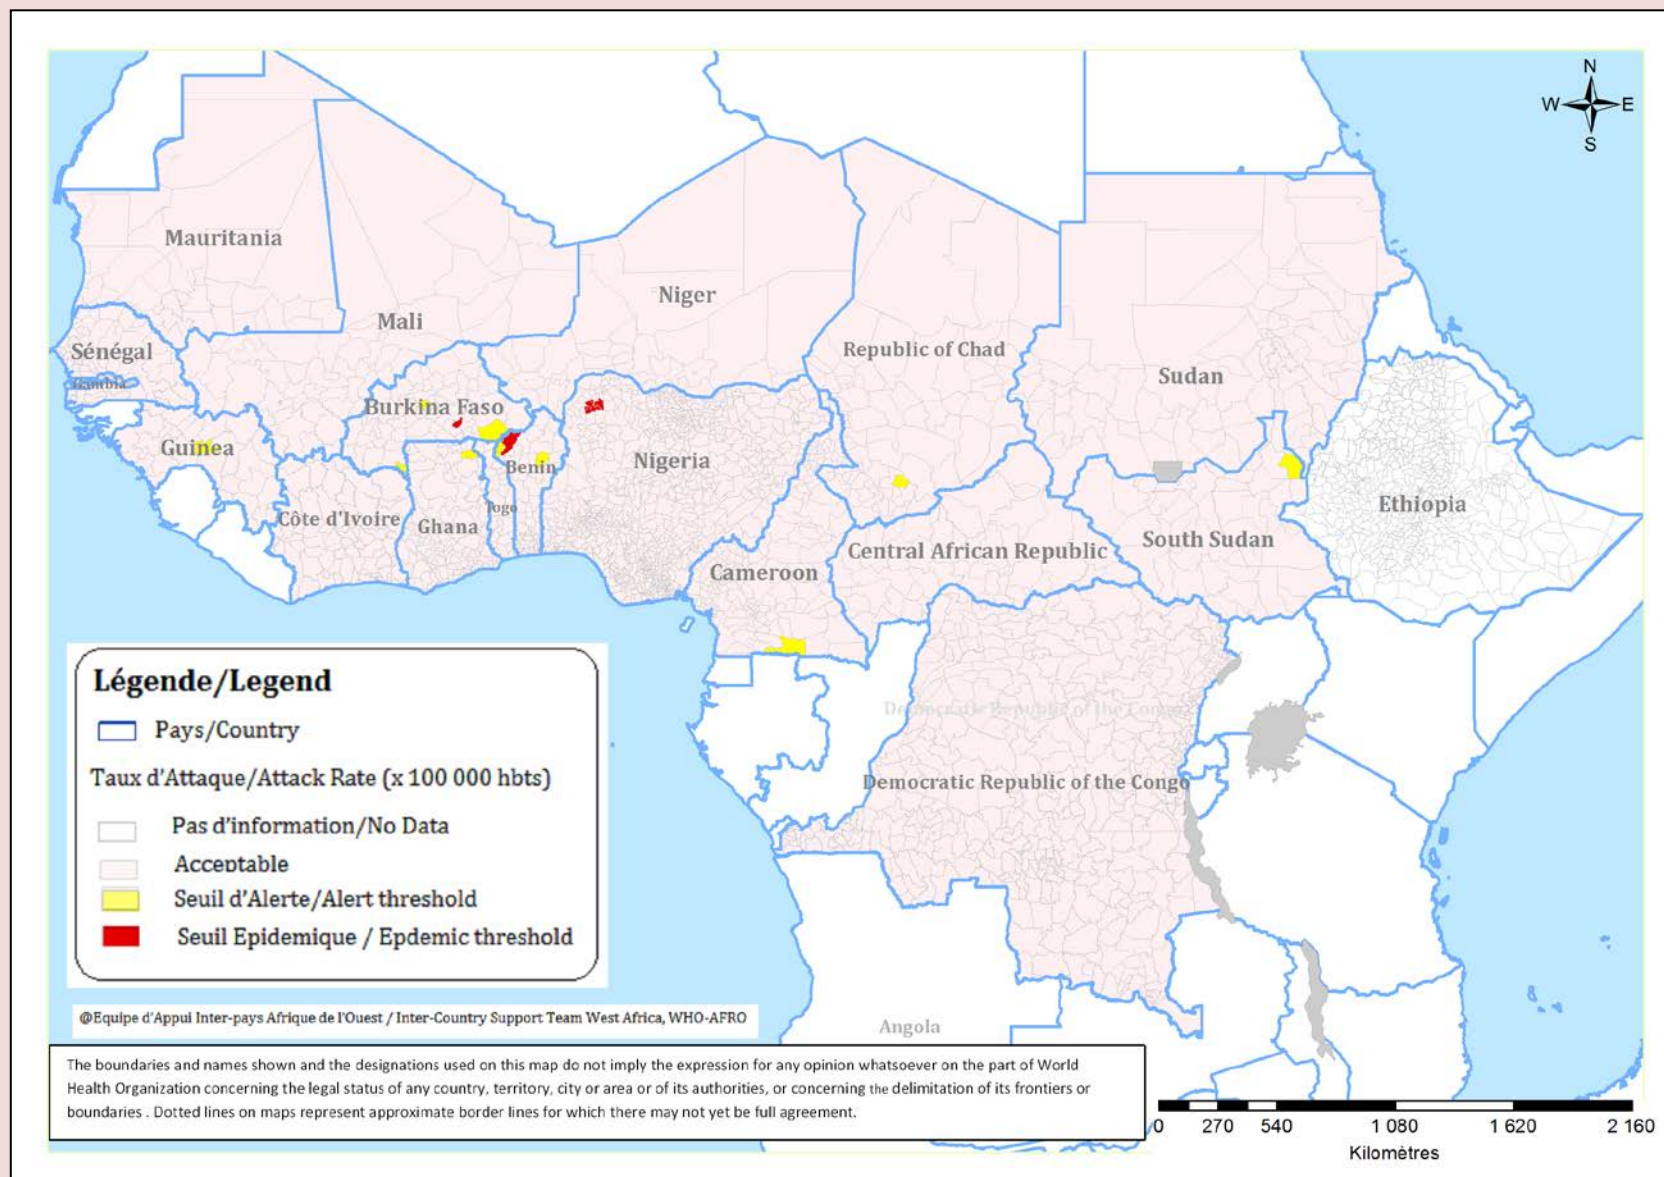 N
W E
S
Mauritania
Mali
Niger
Republic of Chad
Sudan
Sénégal
Gambia
Burkina Faso
Guinea
Nigeria
Benin
Ethiopia
Côte d'Ivoire
Ghana
Togo
Central African Republic
South Sudan
Cameroon
Democratic Republic of the Congo
Democratic Republic of the Congo
Angola
Légende/Legend
Pays/Country
Taux d'Attaque/Attack Rate (x 100 000 hbts)
Pas d'information/No Data
Acceptable
Seuil d'Alerte/Alert threshold
Seuil Epidemique / Epdemic threshold
@Equipe d'Appui Inter-pays Afrique de l'Ouest / Inter-Country Support Team West Africa, WHO-AFRO
The boundaries and names shown and the designations used on this map do not imply the expression for any opinion whatsoever on the part of World
Health Organization concerning the legal status of any country, territory, city or area or of its authorities, or concerning the delimitation of its frontiers or
boundaries . Dotted lines on maps represent approximate border lines for which there may not yet be full agreement.
0 270 540 1 080 1 620 2 160
Kilomètres